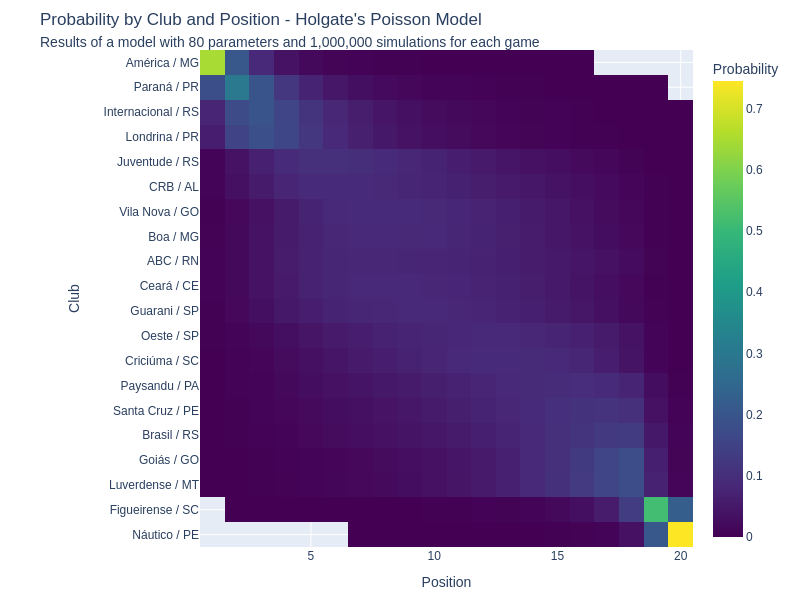 Probability by Club and Position - Holgate's Poisson Model
Results of a model with 80 parameters and 1,000,000 simulations for each game
Probability
América / MG
Paraná / PR
Internacional / RS
Londrina / PR
Juventude / RS
CRB / AL
Vila Nova / GO
Boa / MG
ABC / RN
Ceará / CE
Guarani / SP
Oeste / SP
Criciúma / SC
Paysandu / PA
Santa Cruz / PE
Brasil / RS
Goiás / GO
Luverdense / MT
Figueirense / SC
Náutico / PE
Club
5
10
15
20
Position
0.7
0.6
0.5
0.4
0.3
0.2
0.1
0